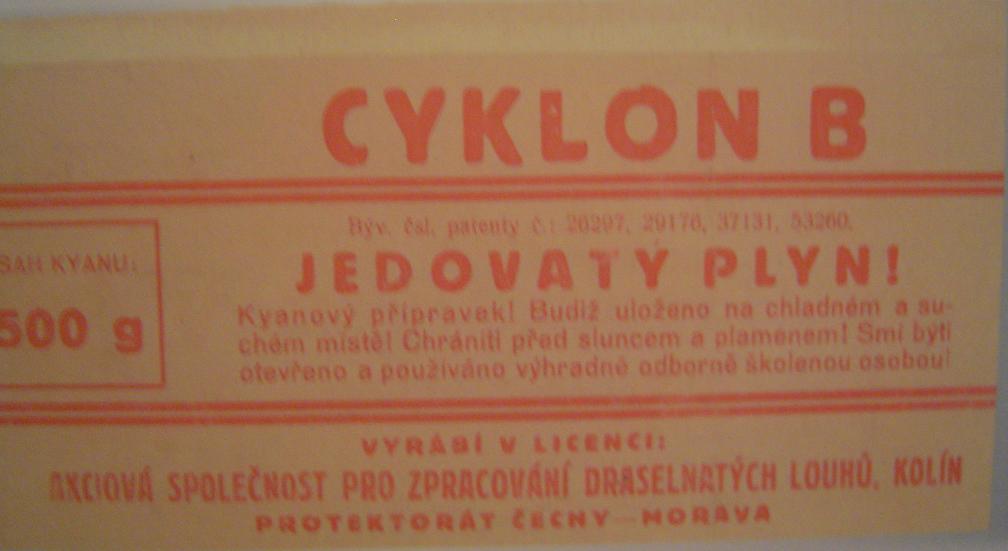 CYKLON B
Býv. čsl. patenty č.: 26297, 29176, 37131, 53260.
JEDOVATÝ PLYN!
SAH KYANU:
500 g
Kyanový přípravek! Budiž uloženo na chladném a su-
chém místě! Chrániti před sluncem a plamenem! Smí býti
otevřeno a používáno výhradně odborně školenou osobou!
VYRÁBÍ V LICENCI:
AKCIOVÁ SPOLEČNOST PRO ZPRACOVÁNÍ DRASELNATÝCH LOUHŮ, KOLÍN
PROTEKTORÁT ČECHY—MORAVA